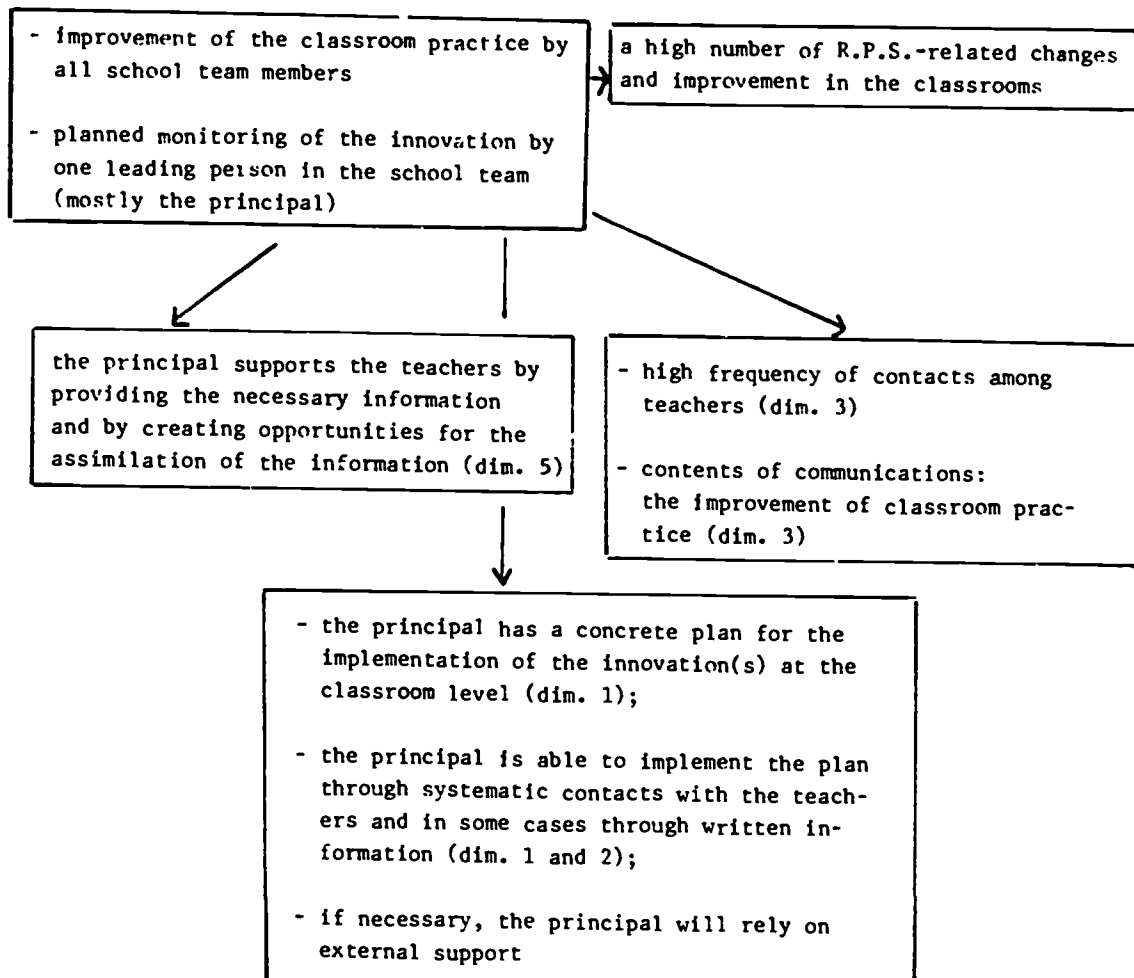 - improvement of the classroom practice by
all school team members
- planned monitoring of the innovation by
one leading person in the school team
(mostly the principal)
a high number of R.P.S.-related changes
and improvement in the classrooms
the principal supports the teachers by
providing the necessary information
and by creating opportunities for the
assimilation of the information (dim. 5)
- high frequency of contacts among
teachers (dim. 3)
- contents of communications:
the improvement of classroom prac-
tice (dim. 3)
- the principal has a concrete plan for the
implementation of the innovation(s) at the
classroom level (dim. 1);
- the principal is able to implement the plan
through systematic contacts with the teach-
ers and in some cases through written in-
formation (dim. 1 and 2);
- if necessary, the principal will rely on
external support